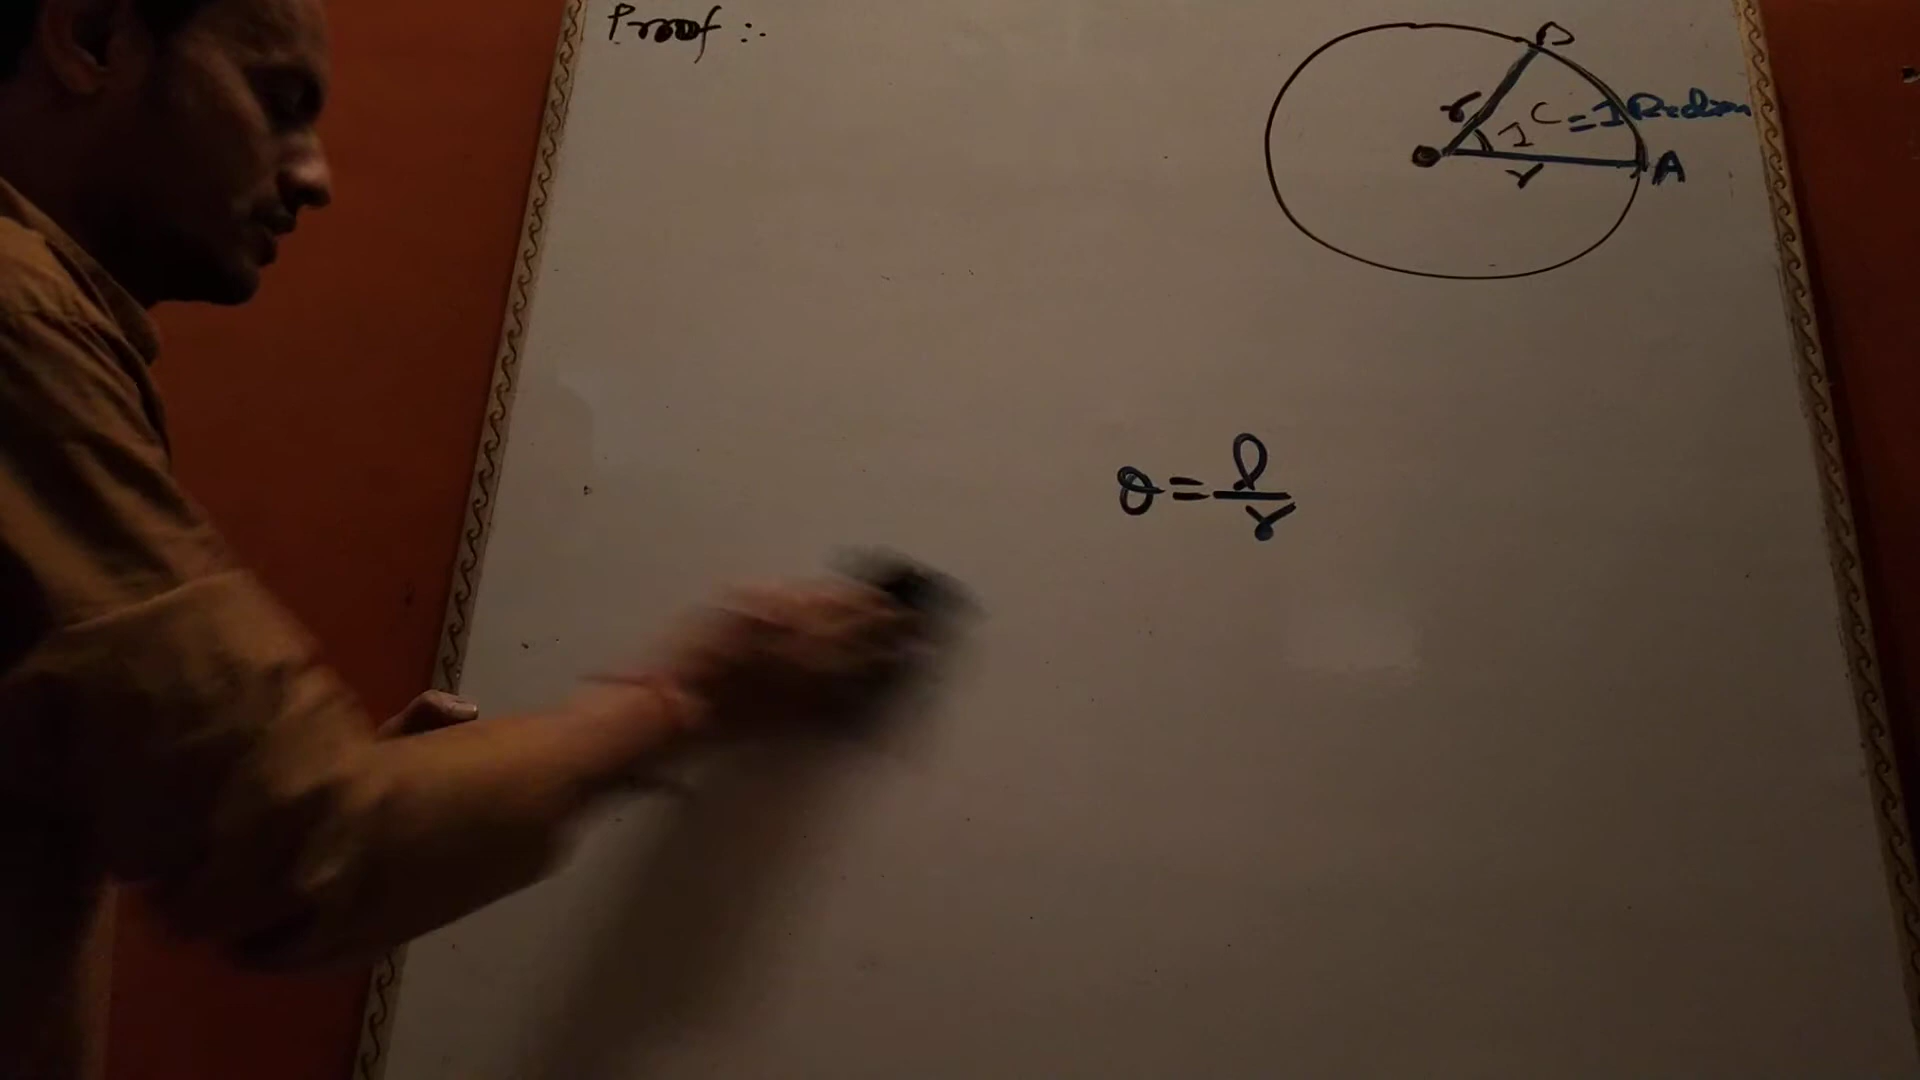 Proof :-
B
r 1ᶜ = 1 Radian
O r A
θ = l/r